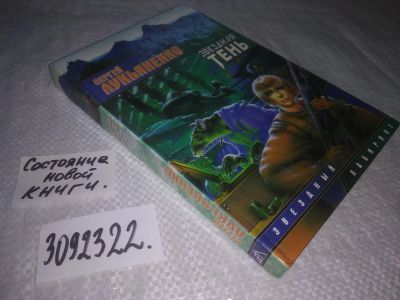 СЕРГЕЙ
ЛУКЬЯНЕНКО
ЗВЕЗДНАЯ
ТЕНЬ
ЗВЕЗДНЫЙ
ЛАБИРИНТ
Состояние
новой
книги.
3092322.